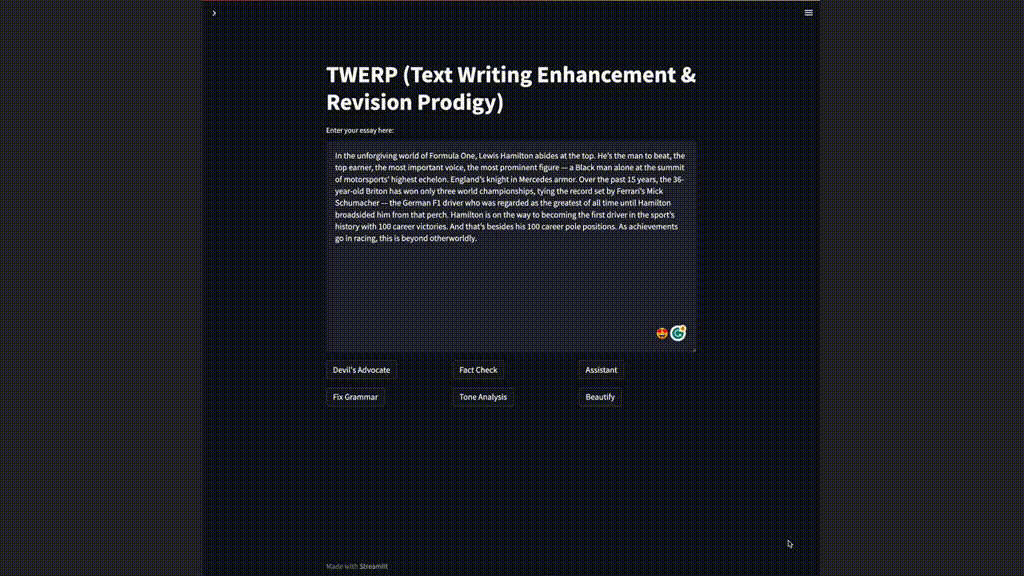 TWERP (Text Writing Enhancement &
Revision Prodigy)
Enter your essay here:
In the unforgiving world of Formula One, Lewis Hamilton abides at the top. He's the man to beat, the
top earner, the most important voice, the most prominent figure — a Black man alone at the summit
of motorsports' highest echelon. England's knight in Mercedes armor. Over the past 15 years, the 36-
year-old Briton has won only three world championships, tying the record set by Ferrari's Mick
Schumacher — the German F1 driver who was regarded as the greatest of all time until Hamilton
broadsided him from that perch. Hamilton is on the way to becoming the first driver in the sport's
history with 100 career victories. And that's besides his 100 career pole positions. As achievements
go in racing, this is beyond otherworldly.
Devil's Advocate
Fact Check
Assistant
Fix Grammar
Tone Analysis
Beautify
Made with Streamlit